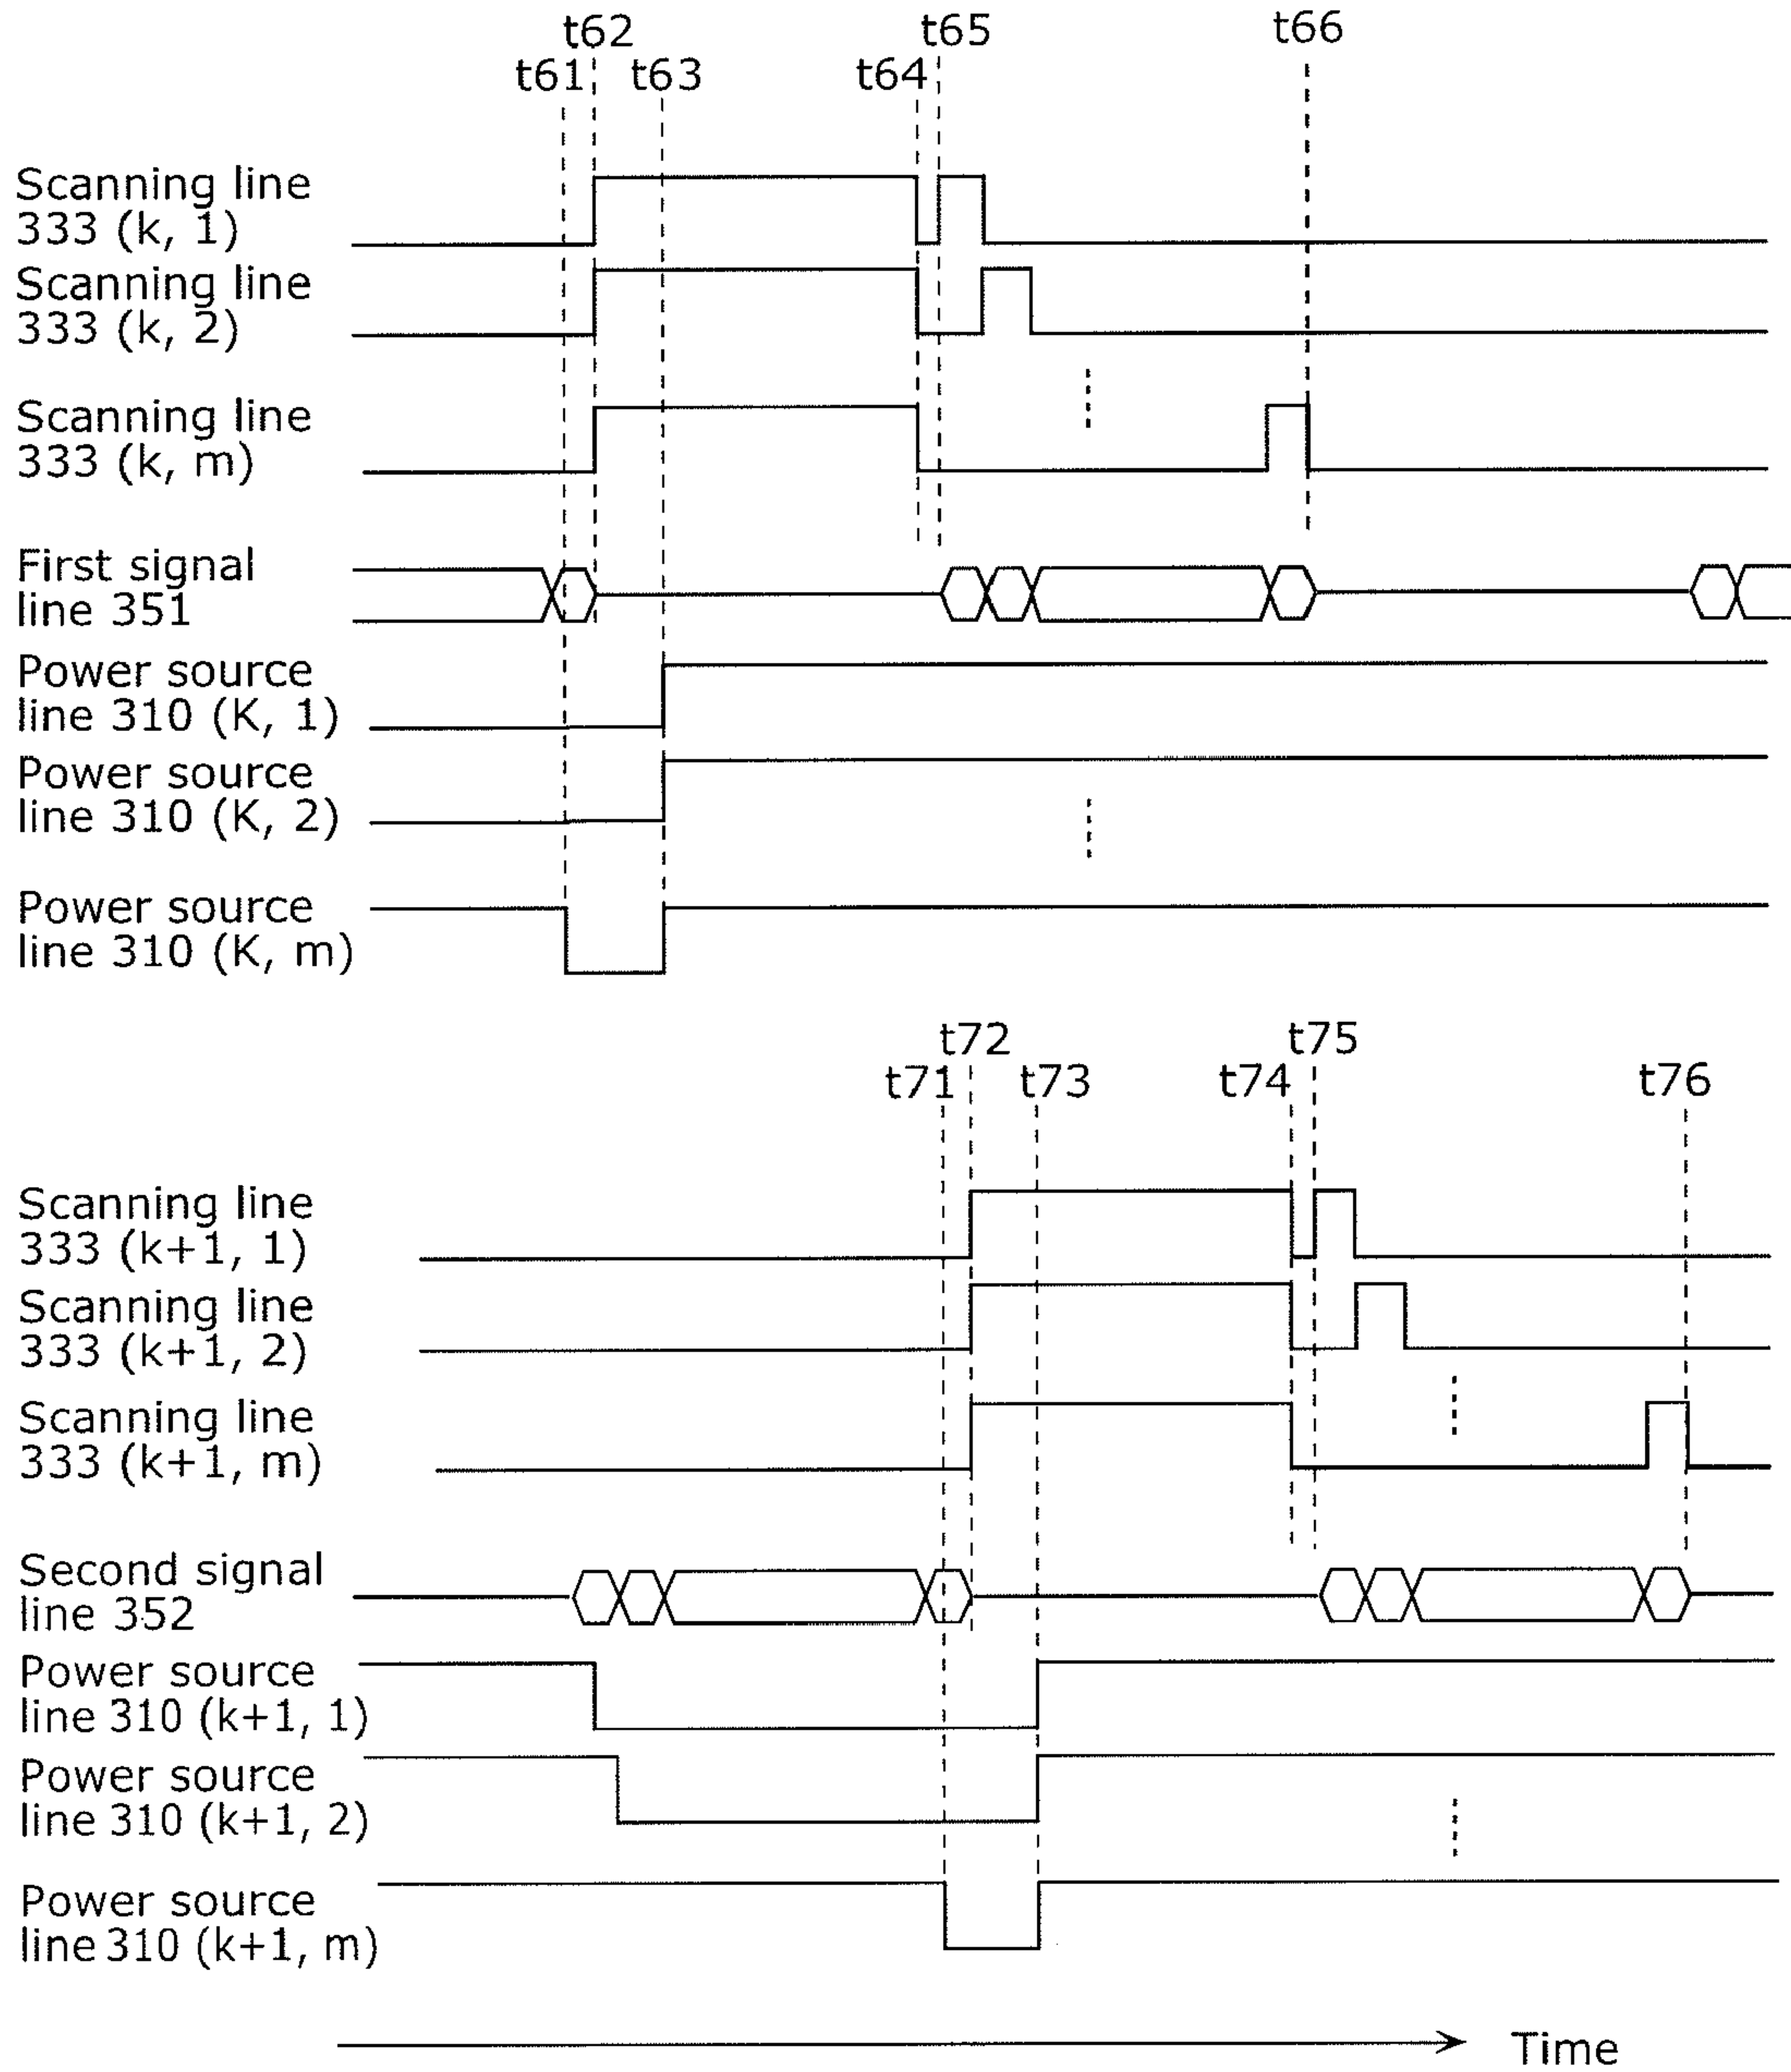 t62 t65 t66
t61 t63 t64
Scanning line
333 (k, 1)
Scanning line
333 (k, 2)
Scanning line
333 (k, m)
First signal
line 351
Power source
line 310 (K, 1)
Power source
line 310 (K, 2)
Power source
line 310 (K, m)
t72 t75
t71 t73 t74 t76
Scanning line
333 (k+1, 1)
Scanning line
333 (k+1, 2)
Scanning line
333 (k+1, m)
Second signal
line 352
Power source
line 310 (k+1, 1)
Power source
line 310 (k+1, 2)
Power source
line 310 (k+1, m)
Time